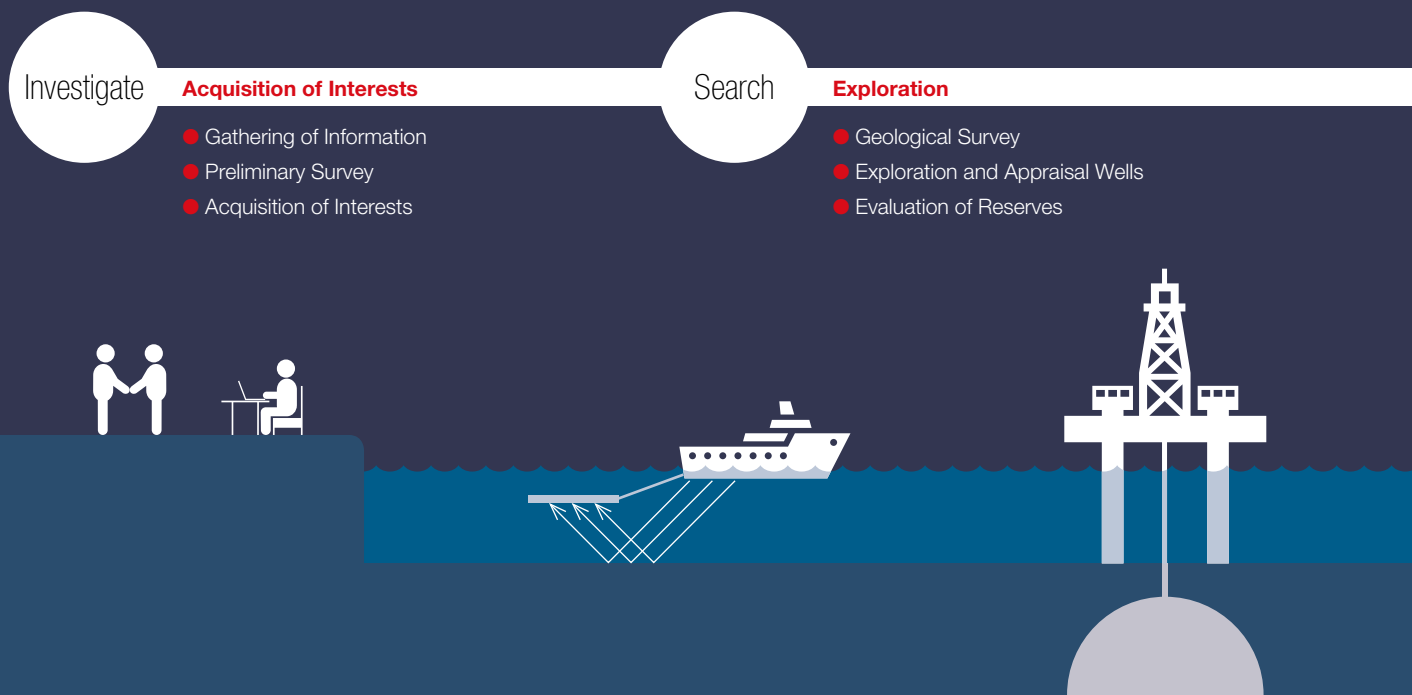 Investigate
Acquisition of Interests
Gathering of Information
Preliminary Survey
Acquisition of Interests
Search
Exploration
Geological Survey
Exploration and Appraisal Wells
Evaluation of Reserves